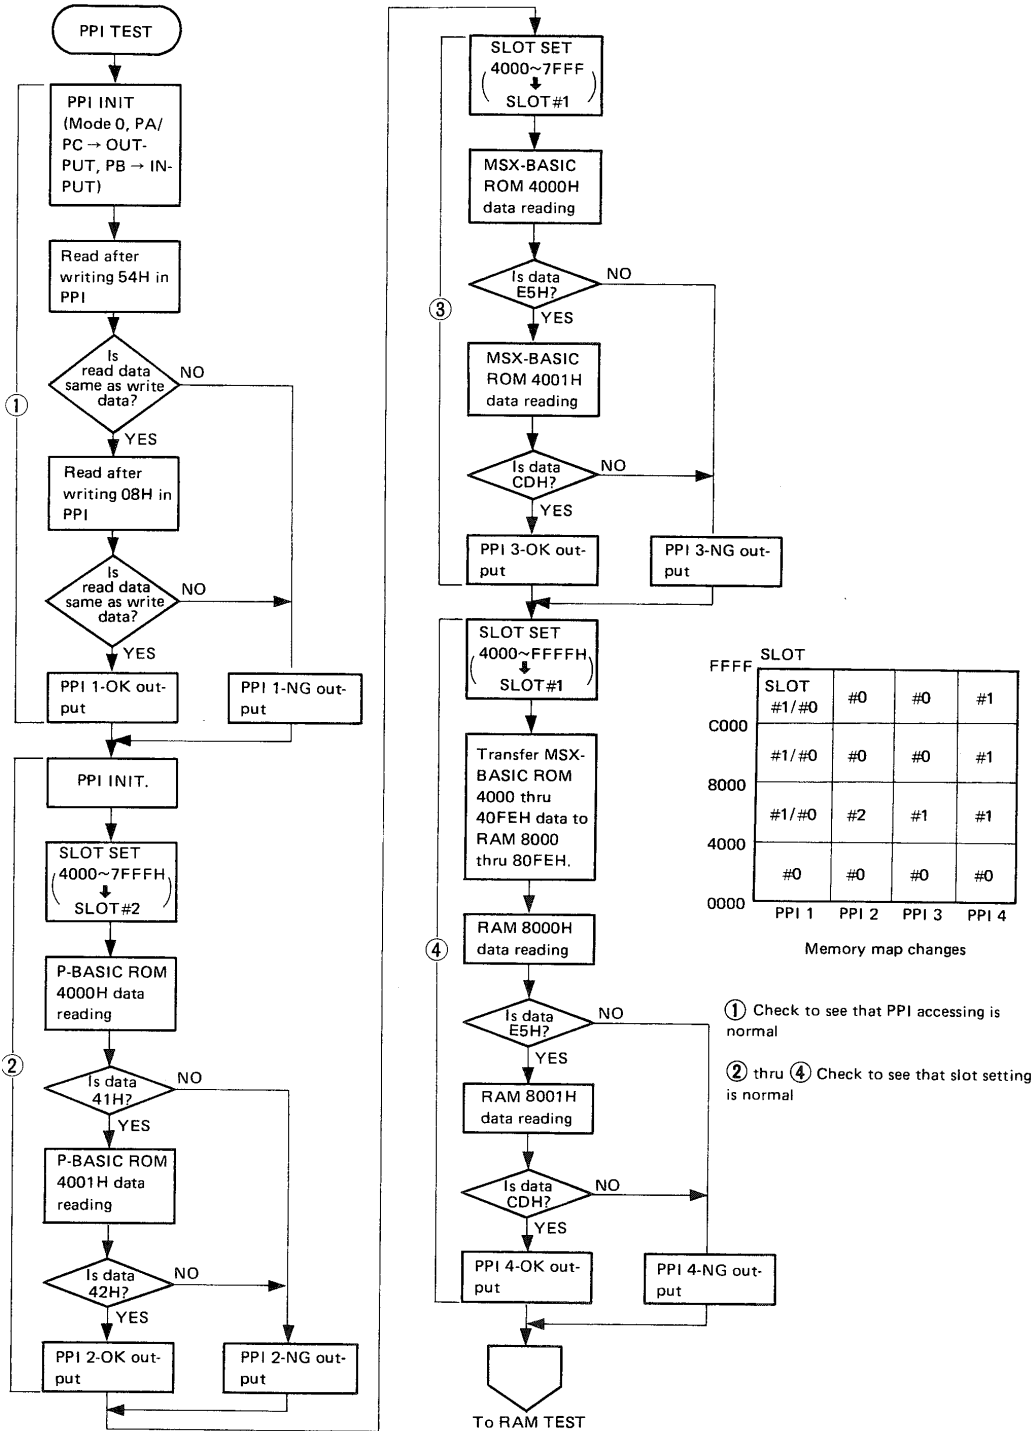 PPI TEST
PPI INIT
(Mode 0, PA/
PC → OUT-
PUT, PB → IN-
PUT)
Read after
writing 54H in
PPI
Is
read data
same as write
data?
NO
YES
①
Read after
writing 08H in
PPI
Is
read data
same as write
data?
NO
YES
PPI 1-OK out-
put
PPI 1-NG out-
put
PPI INIT.
SLOT SET
(4000~7FFFH)
SLOT#2
P-BASIC ROM
4000H data
reading
②
Is data
41H?
NO
YES
P-BASIC ROM
4001H data
reading
Is data
42H?
NO
YES
PPI 2-OK out-
put
PPI 2-NG out-
put
SLOT SET
(4000~7FFF)
SLOT#1
MSX-BASIC
ROM 4000H
data reading
Is data
E5H?
NO
YES
③
MSX-BASIC
ROM 4001H
data reading
Is data
CDH?
NO
YES
PPI 3-OK out-
put
PPI 3-NG out-
put
SLOT SET
(4000~FFFFH)
SLOT#1
Transfer MSX-
BASIC ROM
4000 thru
40FEH data to
RAM 8000
thru 80FEH.
④
RAM 8000H
data reading
Is data
E5H?
NO
YES
RAM 8001H
data reading
Is data
CDH?
NO
YES
PPI 4-OK out-
put
PPI 4-NG out-
put
To RAM TEST
SLOT
FFFF
SLOT
#1/#0 #0 #0 #1
C000
#1/#0 #0 #0 #1
8000
#1/#0 #2 #1 #1
4000
#0 #0 #0 #0
0000
PPI 1 PPI 2 PPI 3 PPI 4
Memory map changes
① Check to see that PPI accessing is
normal
② thru ④ Check to see that slot setting
is normal